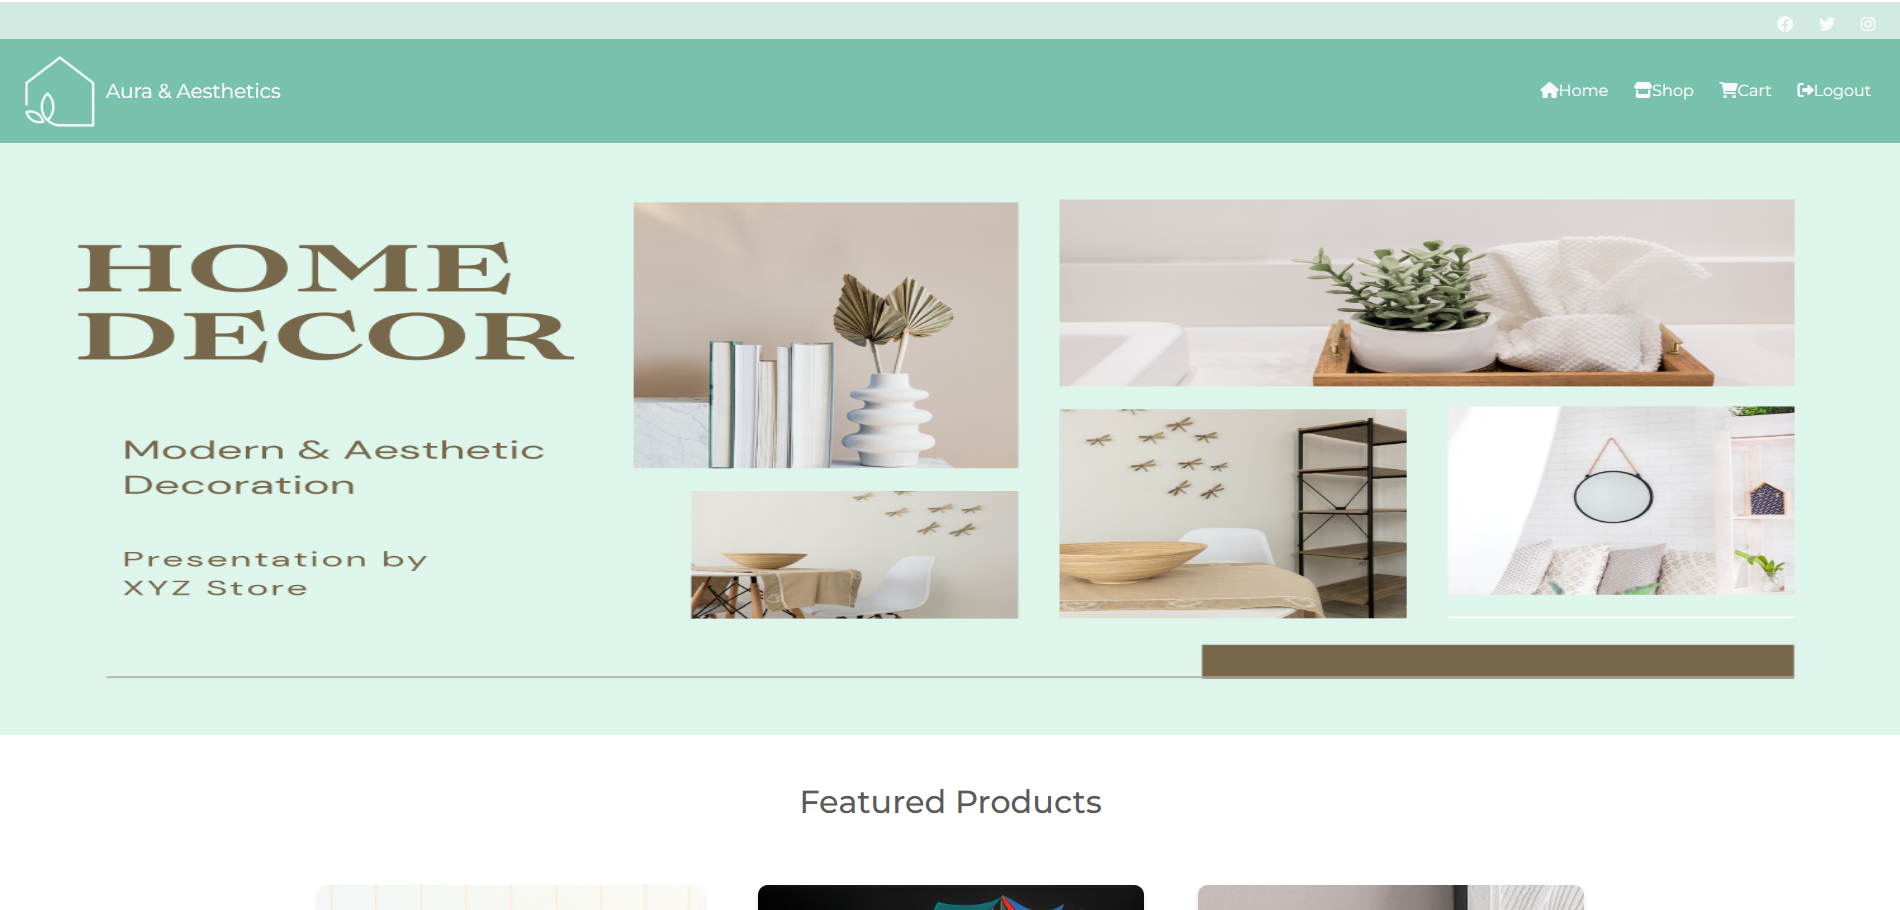 Aura & Aesthetics
Home
Shop
Cart
Logout
HOME
DECOR
Modern & Aesthetic
Decoration
Presentation by
XYZ Store
Featured Products